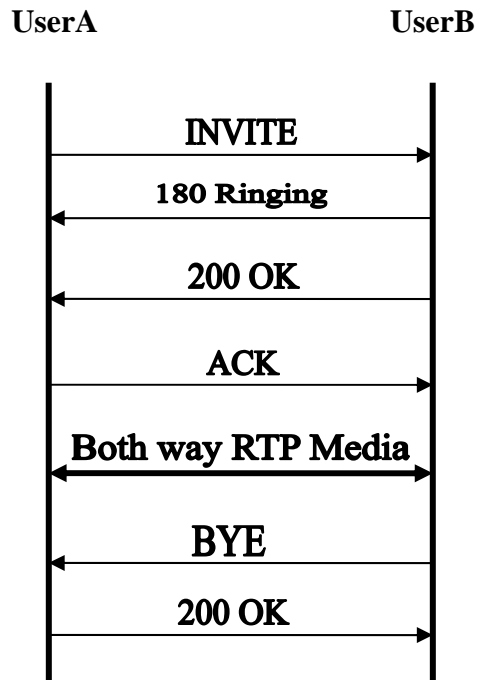 UserA UserB
INVITE
180 Ringing
200 OK
ACK
Both way RTP Media
BYE
200 OK